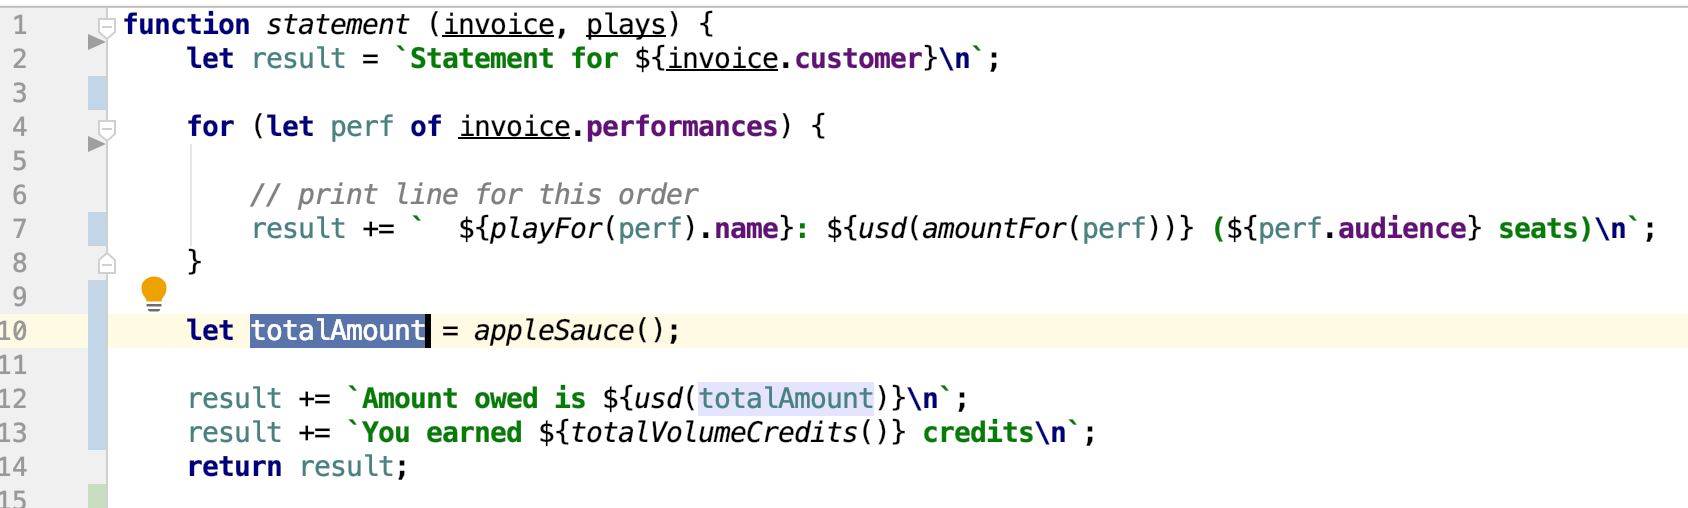 1 function statement (invoice, plays) {
2 let result = `Statement for ${invoice.customer}\n`;
3
4 for (let perf of invoice.performances) {
5
6 // print line for this order
7 result += `  ${playFor(perf).name}: ${usd(amountFor(perf))} (${perf.audience} seats)\n`;
8 }
9
10 let totalAmount = appleSauce();
11
12 result += `Amount owed is ${usd(totalAmount)}\n`;
13 result += `You earned ${totalVolumeCredits()} credits\n`;
14 return result;
15